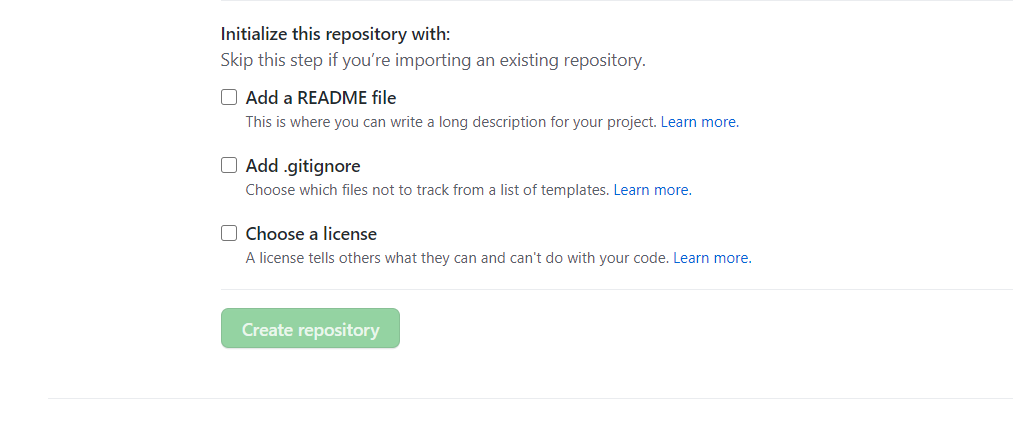 Initialize this repository with:
Skip this step if you’re importing an existing repository.
Add a README file
This is where you can write a long description for your project. Learn more.
Add .gitignore
Choose which files not to track from a list of templates. Learn more.
Choose a license
A license tells others what they can and can't do with your code. Learn more.
Create repository